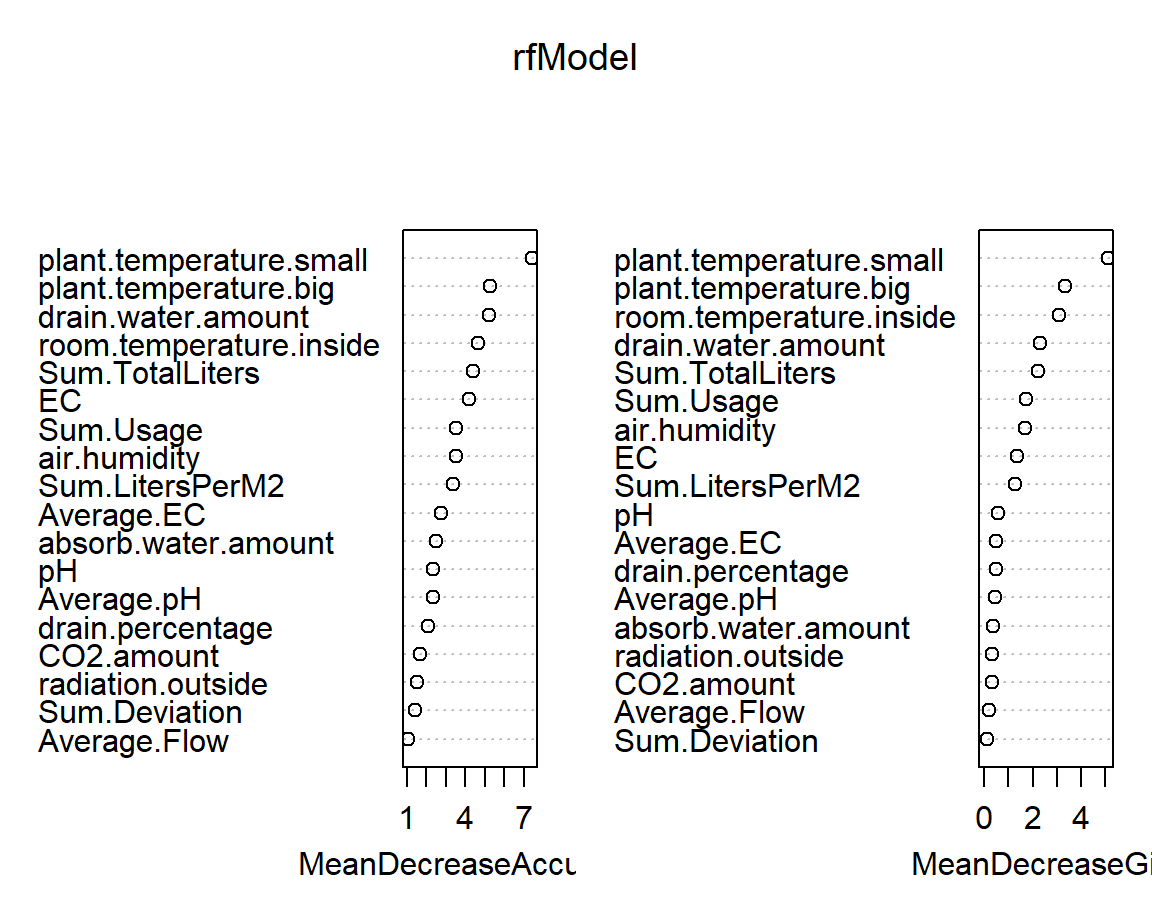 rfModel
plant.temperature.small
plant.temperature.big
drain.water.amount
room.temperature.inside
Sum.TotalLiters
EC
Sum.Usage
air.humidity
Sum.LitersPerM2
Average.EC
absorb.water.amount
pH
Average.pH
drain.percentage
CO2.amount
radiation.outside
Sum.Deviation
Average.Flow
1 4 7
MeanDecreaseAccu
plant.temperature.small
plant.temperature.big
room.temperature.inside
drain.water.amount
Sum.TotalLiters
Sum.Usage
air.humidity
EC
Sum.LitersPerM2
pH
Average.EC
drain.percentage
Average.pH
absorb.water.amount
radiation.outside
CO2.amount
Average.Flow
Sum.Deviation
0 2 4
MeanDecreaseGi